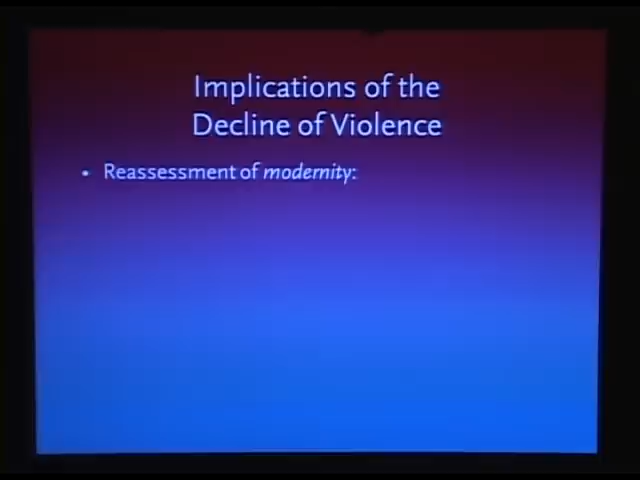 Implications of the
Decline of Violence
• Reassessment of modernity: